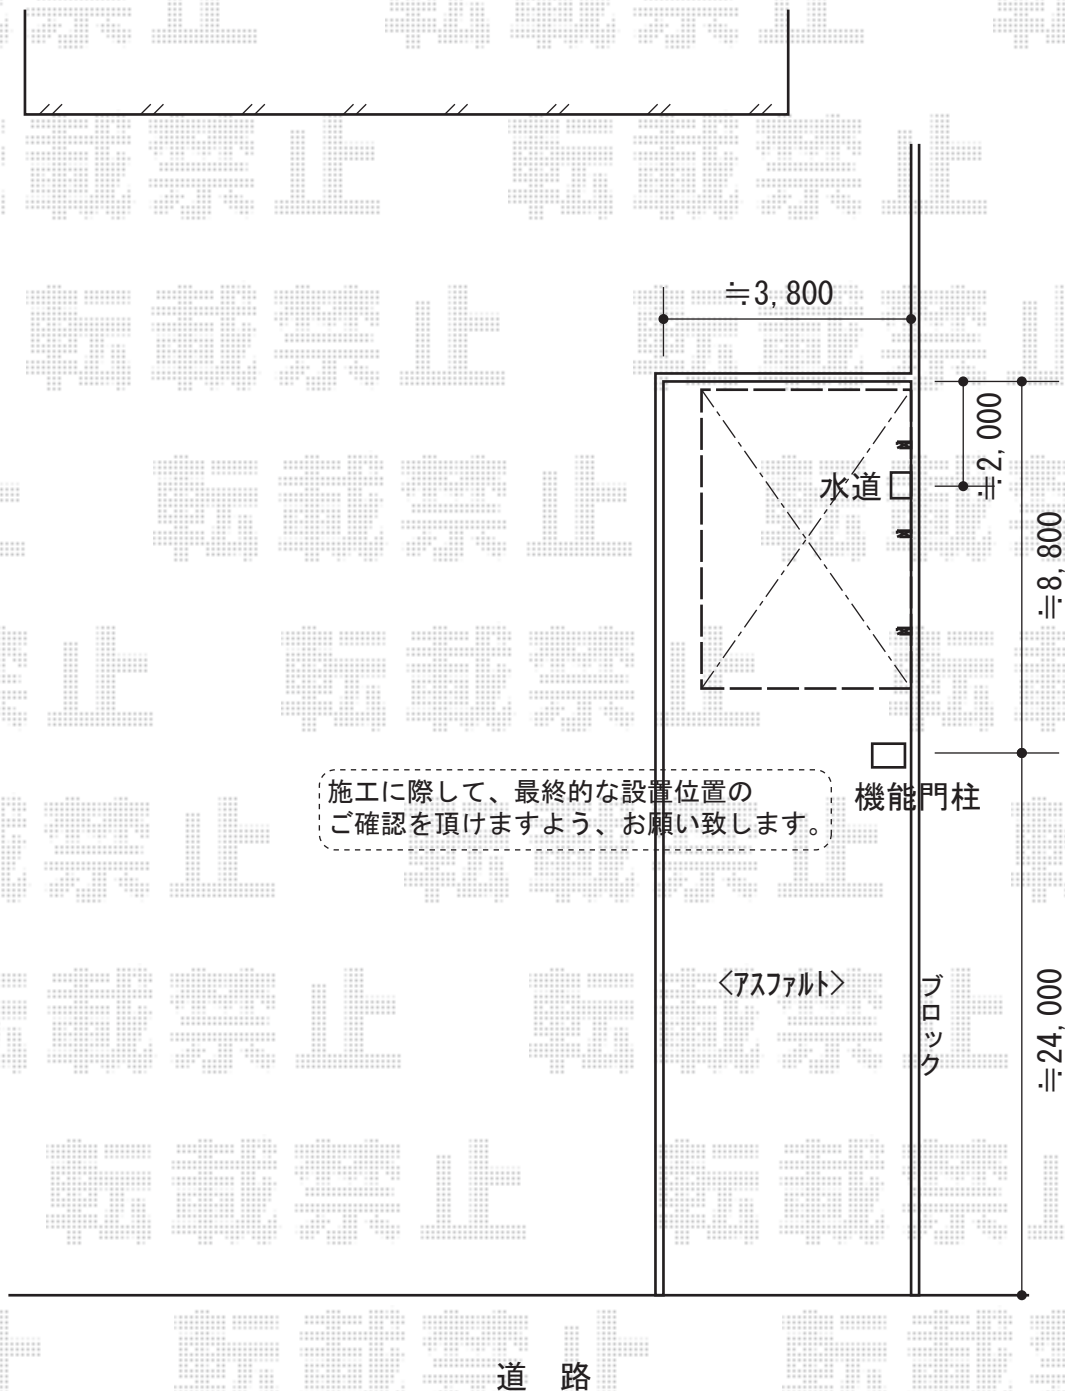 ≒3,800
≒2,000
水道
≒8,800
機能門柱
施工に際して、最終的な設置位置の
ご確認を頂けますよう、お願い致します。
<アスファルト>
ブロック
≒24,000
道 路
転載禁止